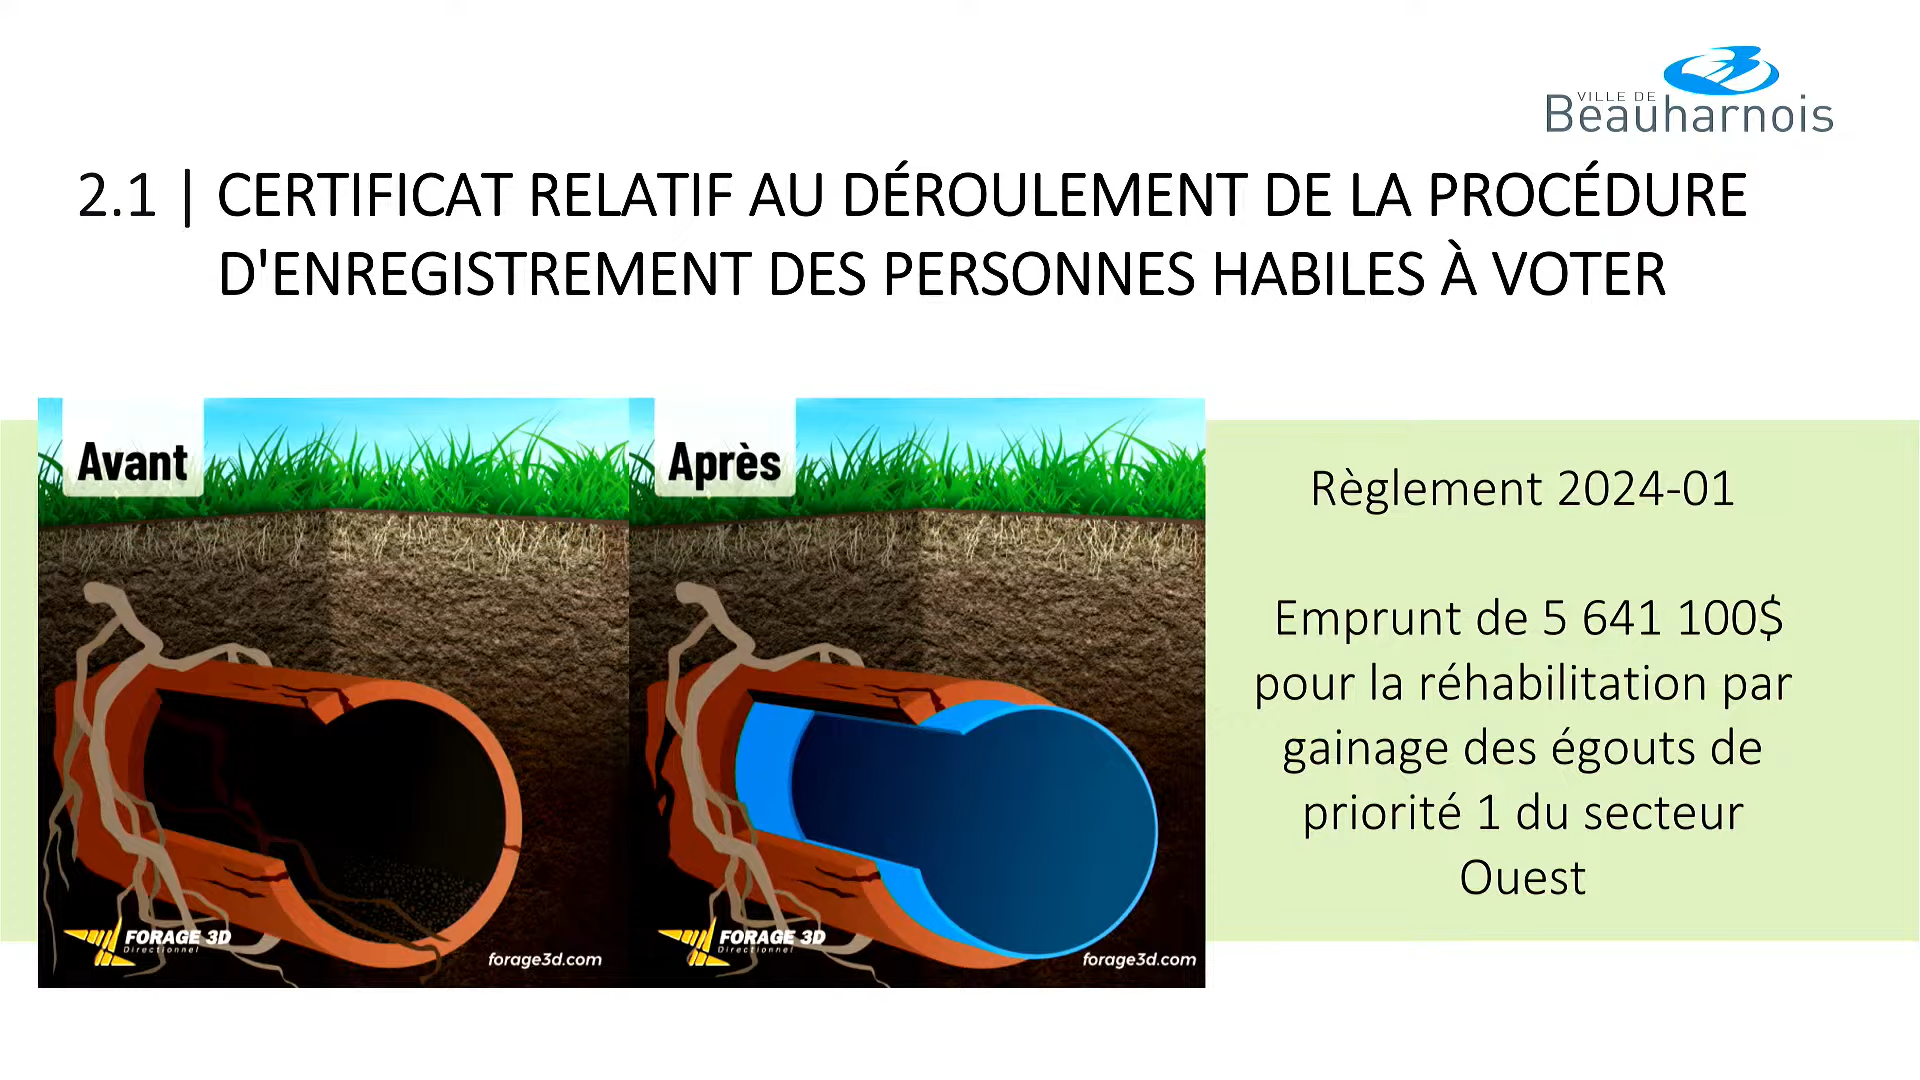 VILLE DE
Beauharnois
2.1 | CERTIFICAT RELATIF AU DÉROULEMENT DE LA PROCÉDURE
D'ENREGISTREMENT DES PERSONNES HABILES À VOTER
Avant
Après
Règlement 2024-01
Emprunt de 5 641 100$
pour la réhabilitation par
gainage des égouts de
priorité 1 du secteur
Ouest
FORAGE 3D
Directionnel
forage3d.com
FORAGE 3D
Directionnel
forage3d.com